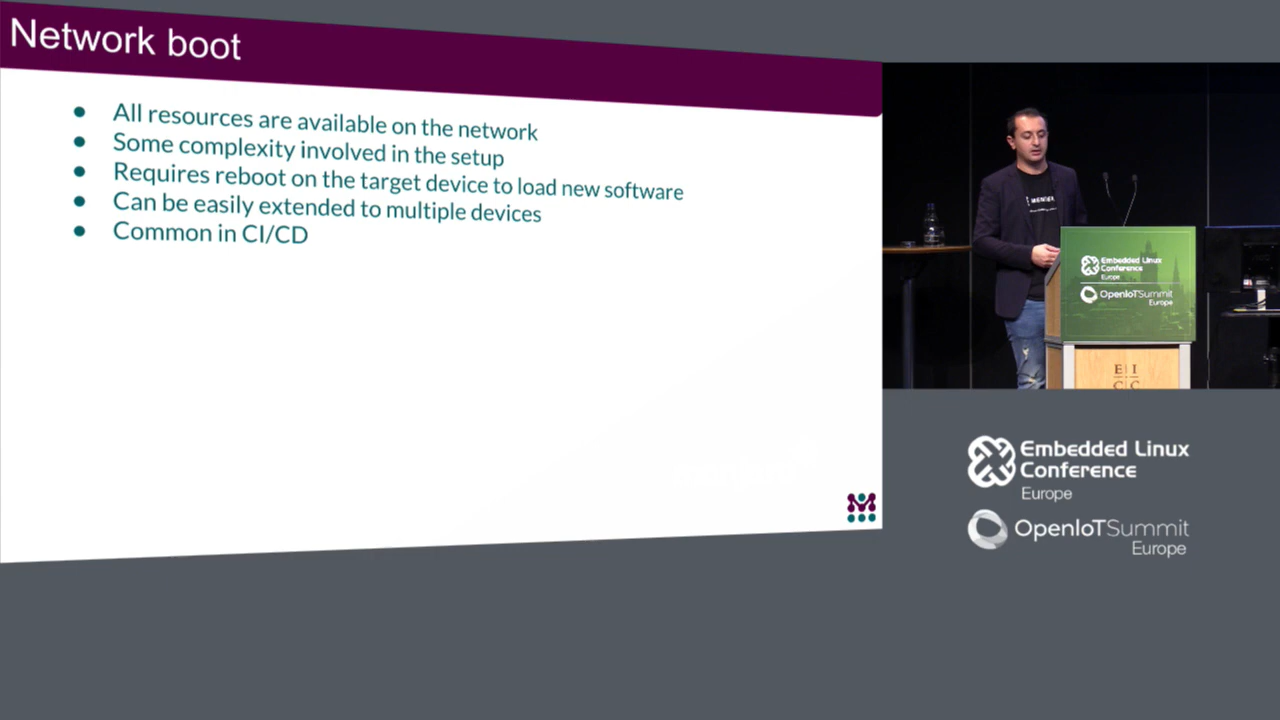 Network boot
All resources are available on the network
Some complexity involved in the setup
Requires reboot on the target device to load new software
Can be easily extended to multiple devices
Common in CI/CD
Embedded Linux
Conference
Europe
OpenIoTSummit
Europe
E I
C C
Embedded Linux
Conference
Europe
OpenIoTSummit
Europe